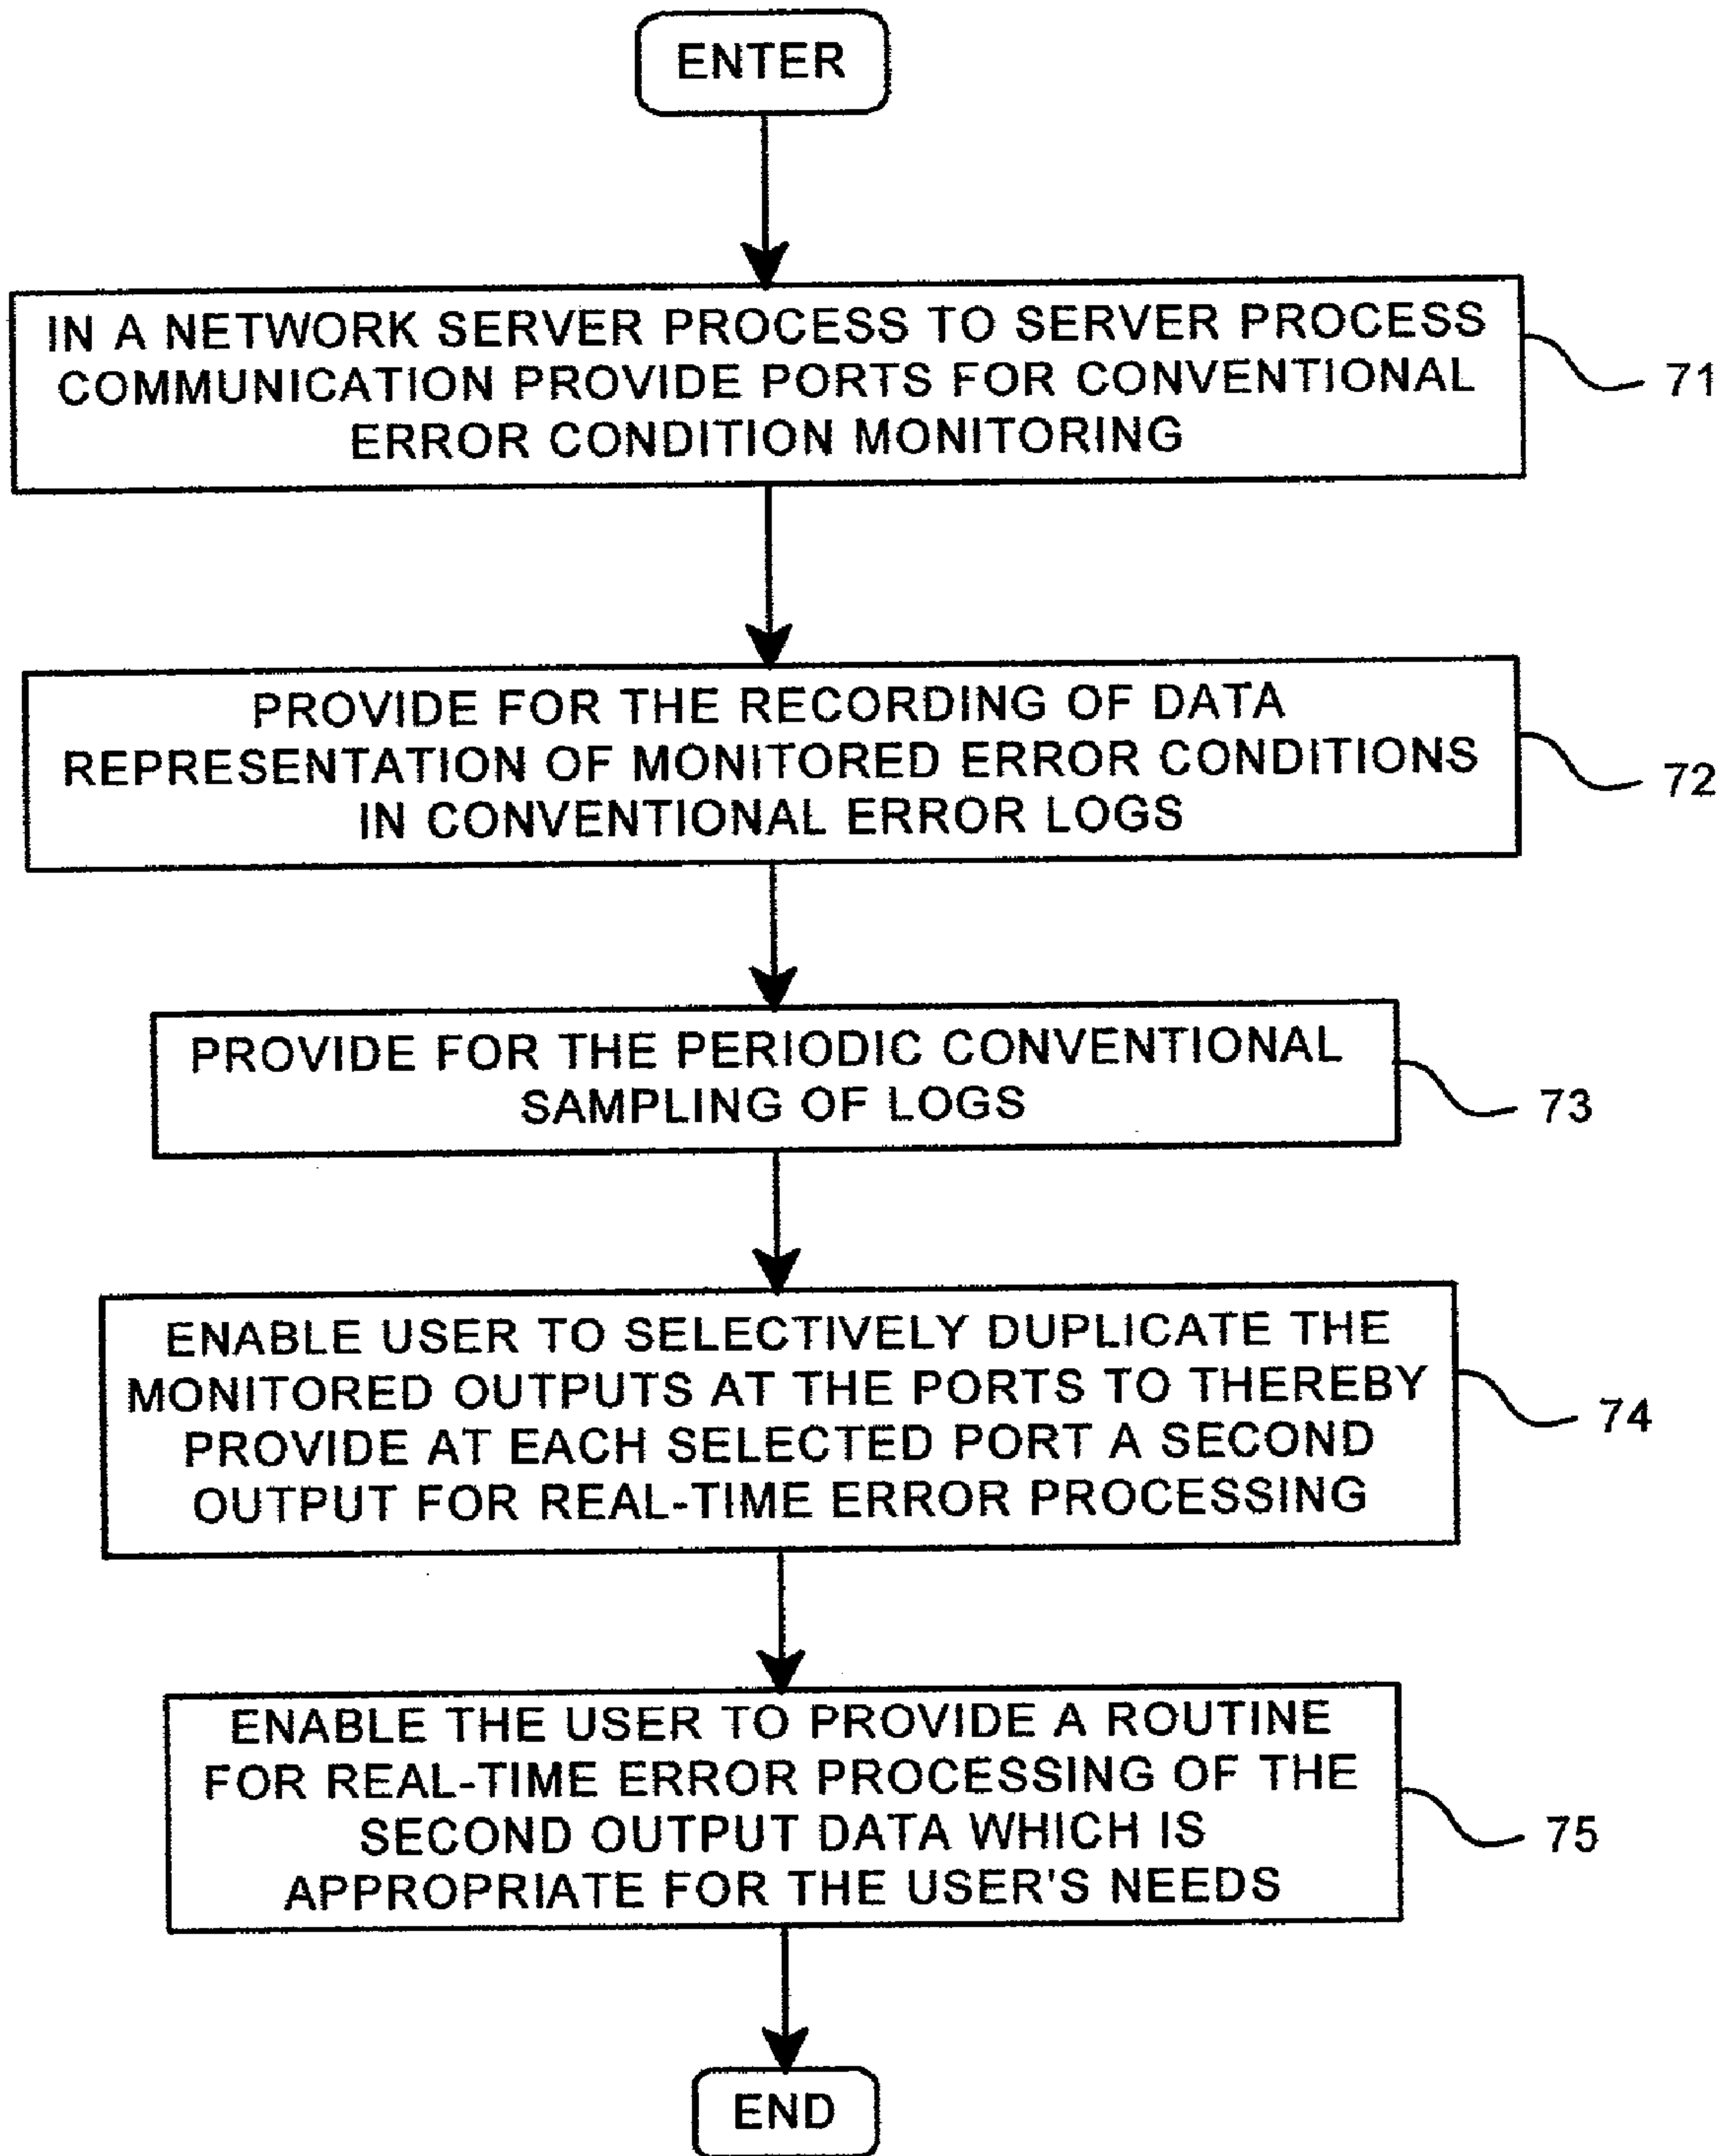 ENTER
IN A NETWORK SERVER PROCESS TO SERVER PROCESS
COMMUNICATION PROVIDE PORTS FOR CONVENTIONAL
ERROR CONDITION MONITORING
71
PROVIDE FOR THE RECORDING OF DATA
REPRESENTATION OF MONITORED ERROR CONDITIONS
IN CONVENTIONAL ERROR LOGS
72
PROVIDE FOR THE PERIODIC CONVENTIONAL
SAMPLING OF LOGS
73
ENABLE USER TO SELECTIVELY DUPLICATE THE
MONITORED OUTPUTS AT THE PORTS TO THEREBY
PROVIDE AT EACH SELECTED PORT A SECOND
OUTPUT FOR REAL-TIME ERROR PROCESSING
74
ENABLE THE USER TO PROVIDE A ROUTINE
FOR REAL-TIME ERROR PROCESSING OF THE
SECOND OUTPUT DATA WHICH IS
APPROPRIATE FOR THE USER'S NEEDS
75
END